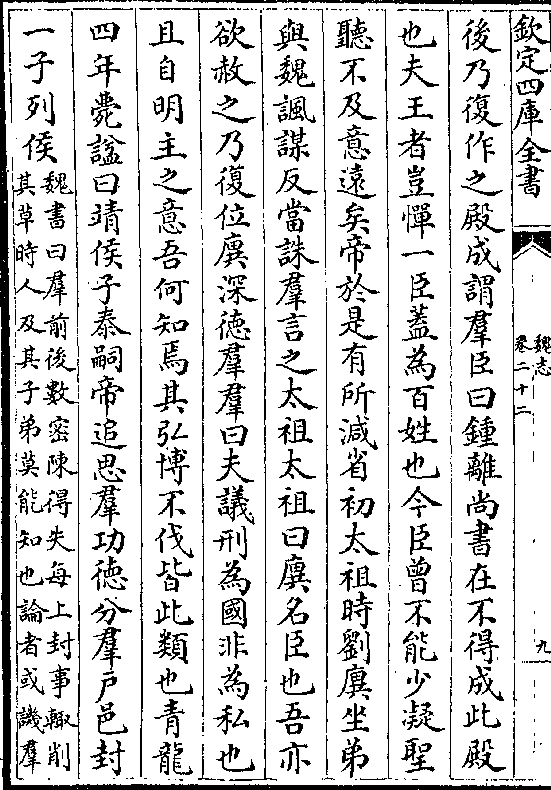 欽定四庫全書
魏志
卷二十二
九
後乃復作之殿成謂羣臣曰鍾離尚書在不得成此殿
也夫王者豈憚一臣蓋為百姓也今臣曾不能少凝聖
聽不及意逺矣帝於是有所減省初太祖時劉廙坐弟
與魏諷謀反當誅羣言之太祖太祖曰廙名臣也吾亦
欲赦之乃復位廙深徳羣羣曰夫議刑為國非為私也
且自明主之意吾何知焉其弘博不伐皆此類也青龍
四年薨諡曰靖侯子泰嗣帝追思羣功徳分羣户邑封
一子列侯
魏書曰羣前後數密陳得失每上封事輙削
其草時人及其子弟莫能知也論者或譏羣